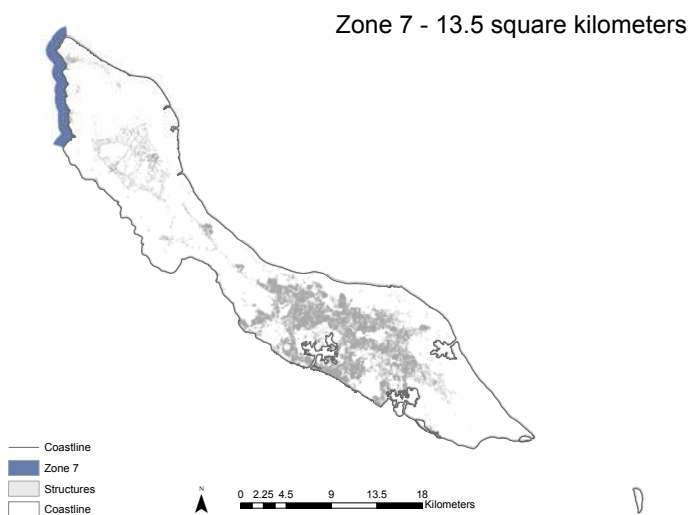 Zone 7 - 13.5 square kilometers
Coastline
Zone 7
Structures
Coastline
N
0 2.25 4.5 9 13.5 18
Kilometers